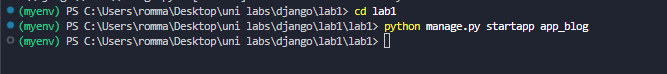 (myenv) PS C:\Users\romma\Desktop\uni labs\django\lab1> cd lab1
(myenv) PS C:\Users\romma\Desktop\uni labs\django\lab1\lab1> python manage.py startapp app_blog
(myenv) PS C:\Users\romma\Desktop\uni labs\django\lab1\lab1>